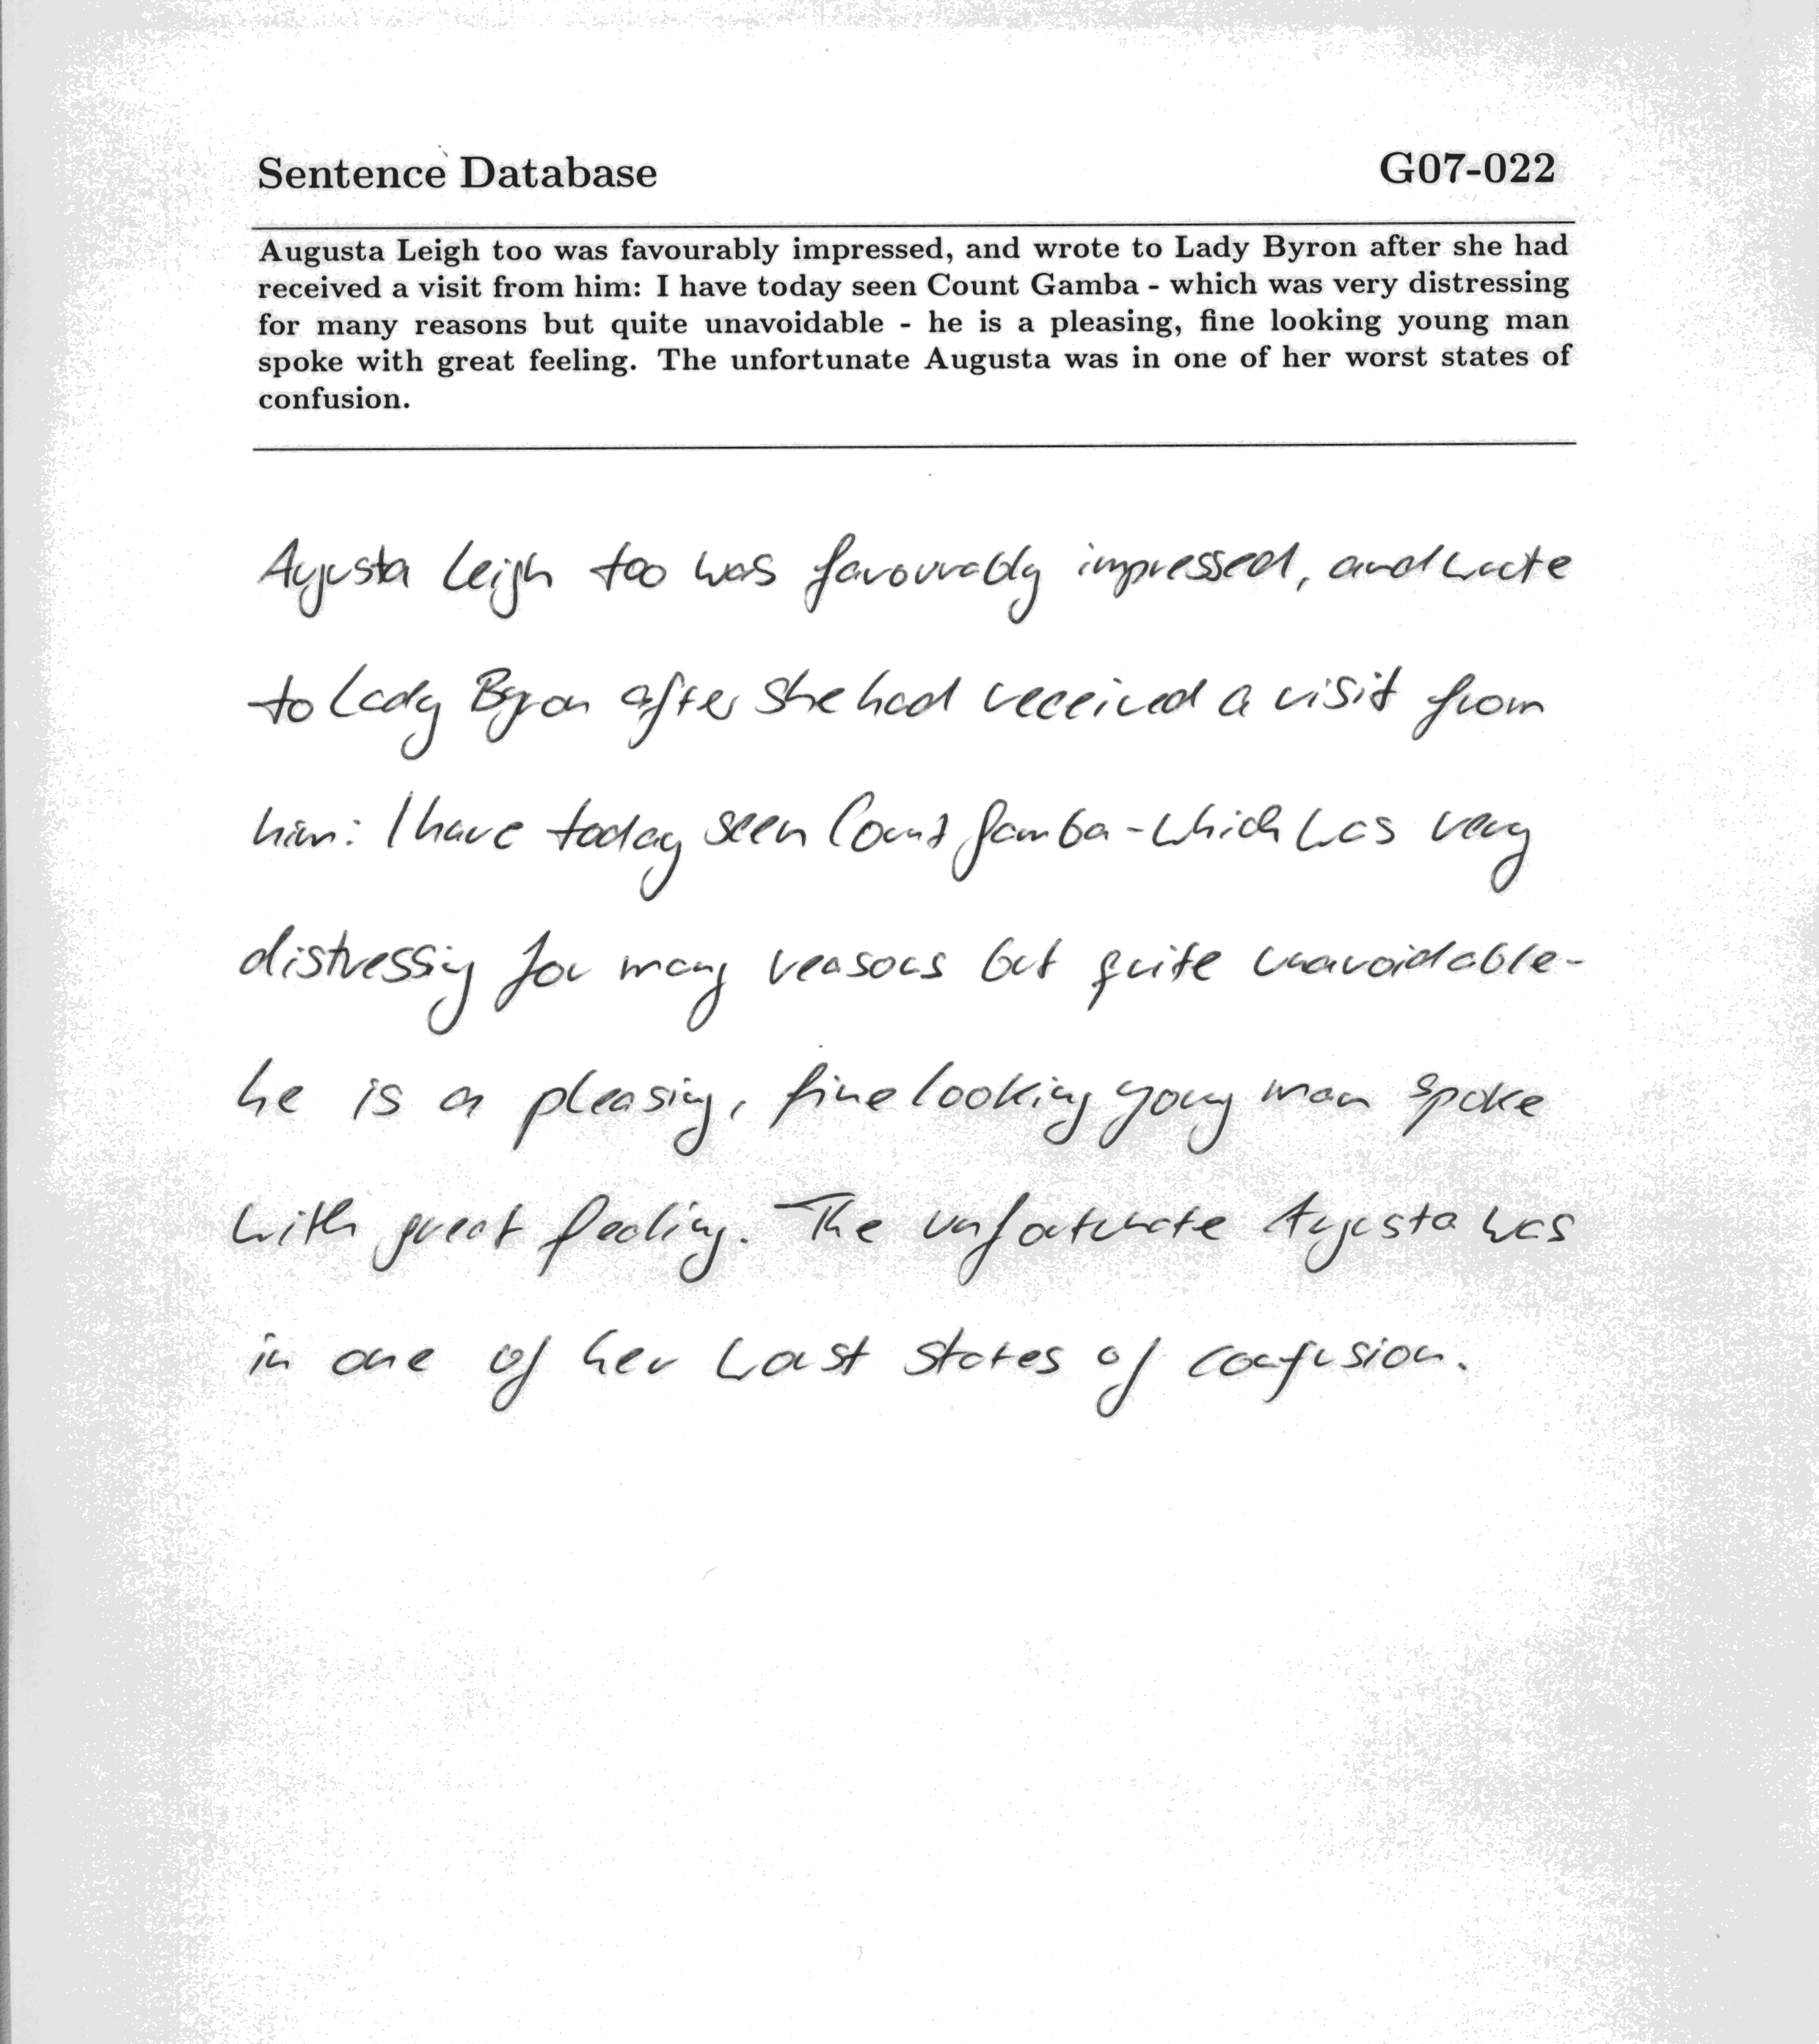 Sentence Database G07-022
Augusta Leigh too was favourably impressed, and wrote to Lady Byron after she had
received a visit from him: I have today seen Count Gamba - which was very distressing
for many reasons but quite unavoidable - he is a pleasing, fine looking young man
spoke with great feeling. The unfortunate Augusta was in one of her worst states of
confusion.
Augusta Leigh too was favourably impressed, and wrote
to Lady Byron after she had received a visit from
him: I have today seen Count Gamba - which was very
distressing for many reasons but quite unavoidable -
he is a pleasing, fine looking young man spoke
with great feeling. The unfortunate Augusta was
in one of her worst states of confusion.